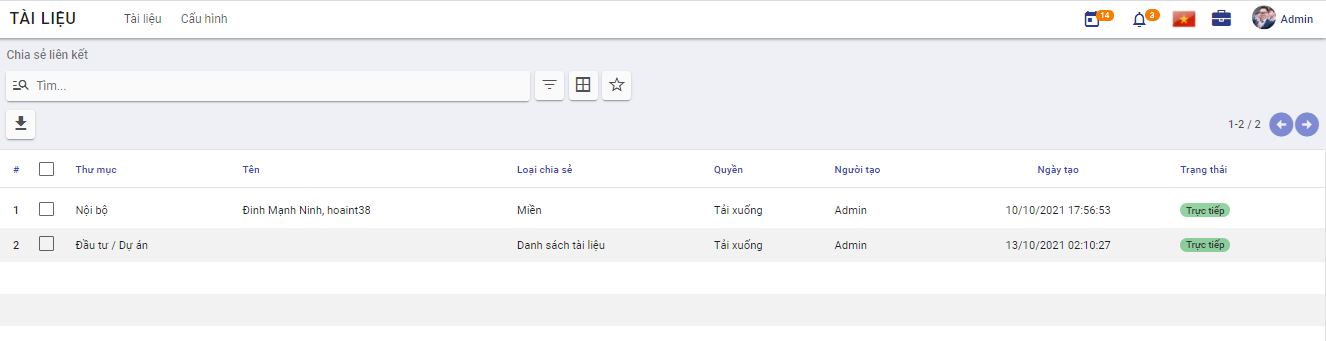 TÀI LIỆU Tài liệu Cấu hình 14 3 Admin
Chia sẻ liên kết
Tìm...
1-2 / 2
# Thư mục Tên Loại chia sẻ Quyền Người tạo Ngày tạo Trạng thái
1 Nội bộ Đinh Mạnh Ninh, hoaint38 Miền Tải xuống Admin 10/10/2021 17:56:53 Trực tiếp
2 Đầu tư / Dự án Danh sách tài liệu Tải xuống Admin 13/10/2021 02:10:27 Trực tiếp